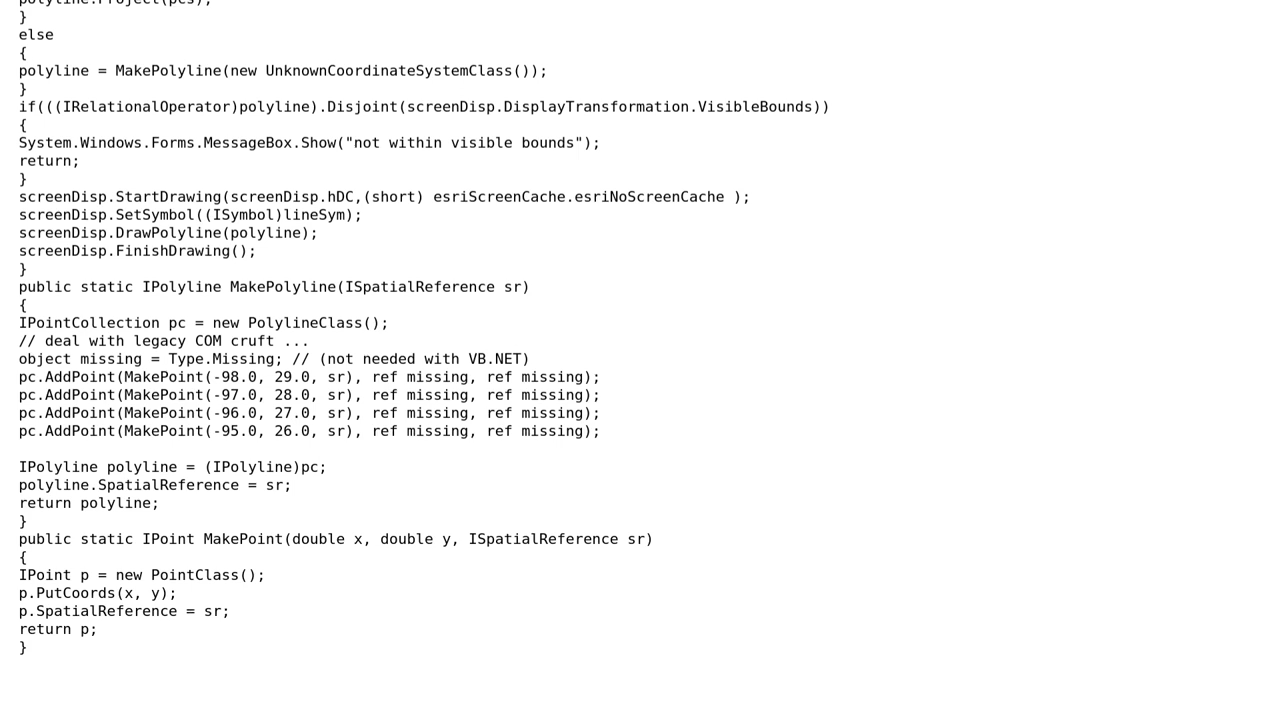 polyline.Project(pcs);
}
else
{
polyline = MakePolyline(new UnknownCoordinateSystemClass());
}
if(((IRelationalOperator)polyline).Disjoint(screenDisp.DisplayTransformation.VisibleBounds))
{
System.Windows.Forms.MessageBox.Show("not within visible bounds");
return;
}
screenDisp.StartDrawing(screenDisp.hDC,(short) esriScreenCache.esriNoScreenCache );
screenDisp.SetSymbol((ISymbol)lineSym);
screenDisp.DrawPolyline(polyline);
screenDisp.FinishDrawing();
}
public static IPolyline MakePolyline(ISpatialReference sr)
{
IPointCollection pc = new PolylineClass();
// deal with legacy COM cruft ...
object missing = Type.Missing; // (not needed with VB.NET)
pc.AddPoint(MakePoint(-98.0, 29.0, sr), ref missing, ref missing);
pc.AddPoint(MakePoint(-97.0, 28.0, sr), ref missing, ref missing);
pc.AddPoint(MakePoint(-96.0, 27.0, sr), ref missing, ref missing);
pc.AddPoint(MakePoint(-95.0, 26.0, sr), ref missing, ref missing);

IPolyline polyline = (IPolyline)pc;
polyline.SpatialReference = sr;
return polyline;
}
public static IPoint MakePoint(double x, double y, ISpatialReference sr)
{
IPoint p = new PointClass();
p.PutCoords(x, y);
p.SpatialReference = sr;
return p;
}